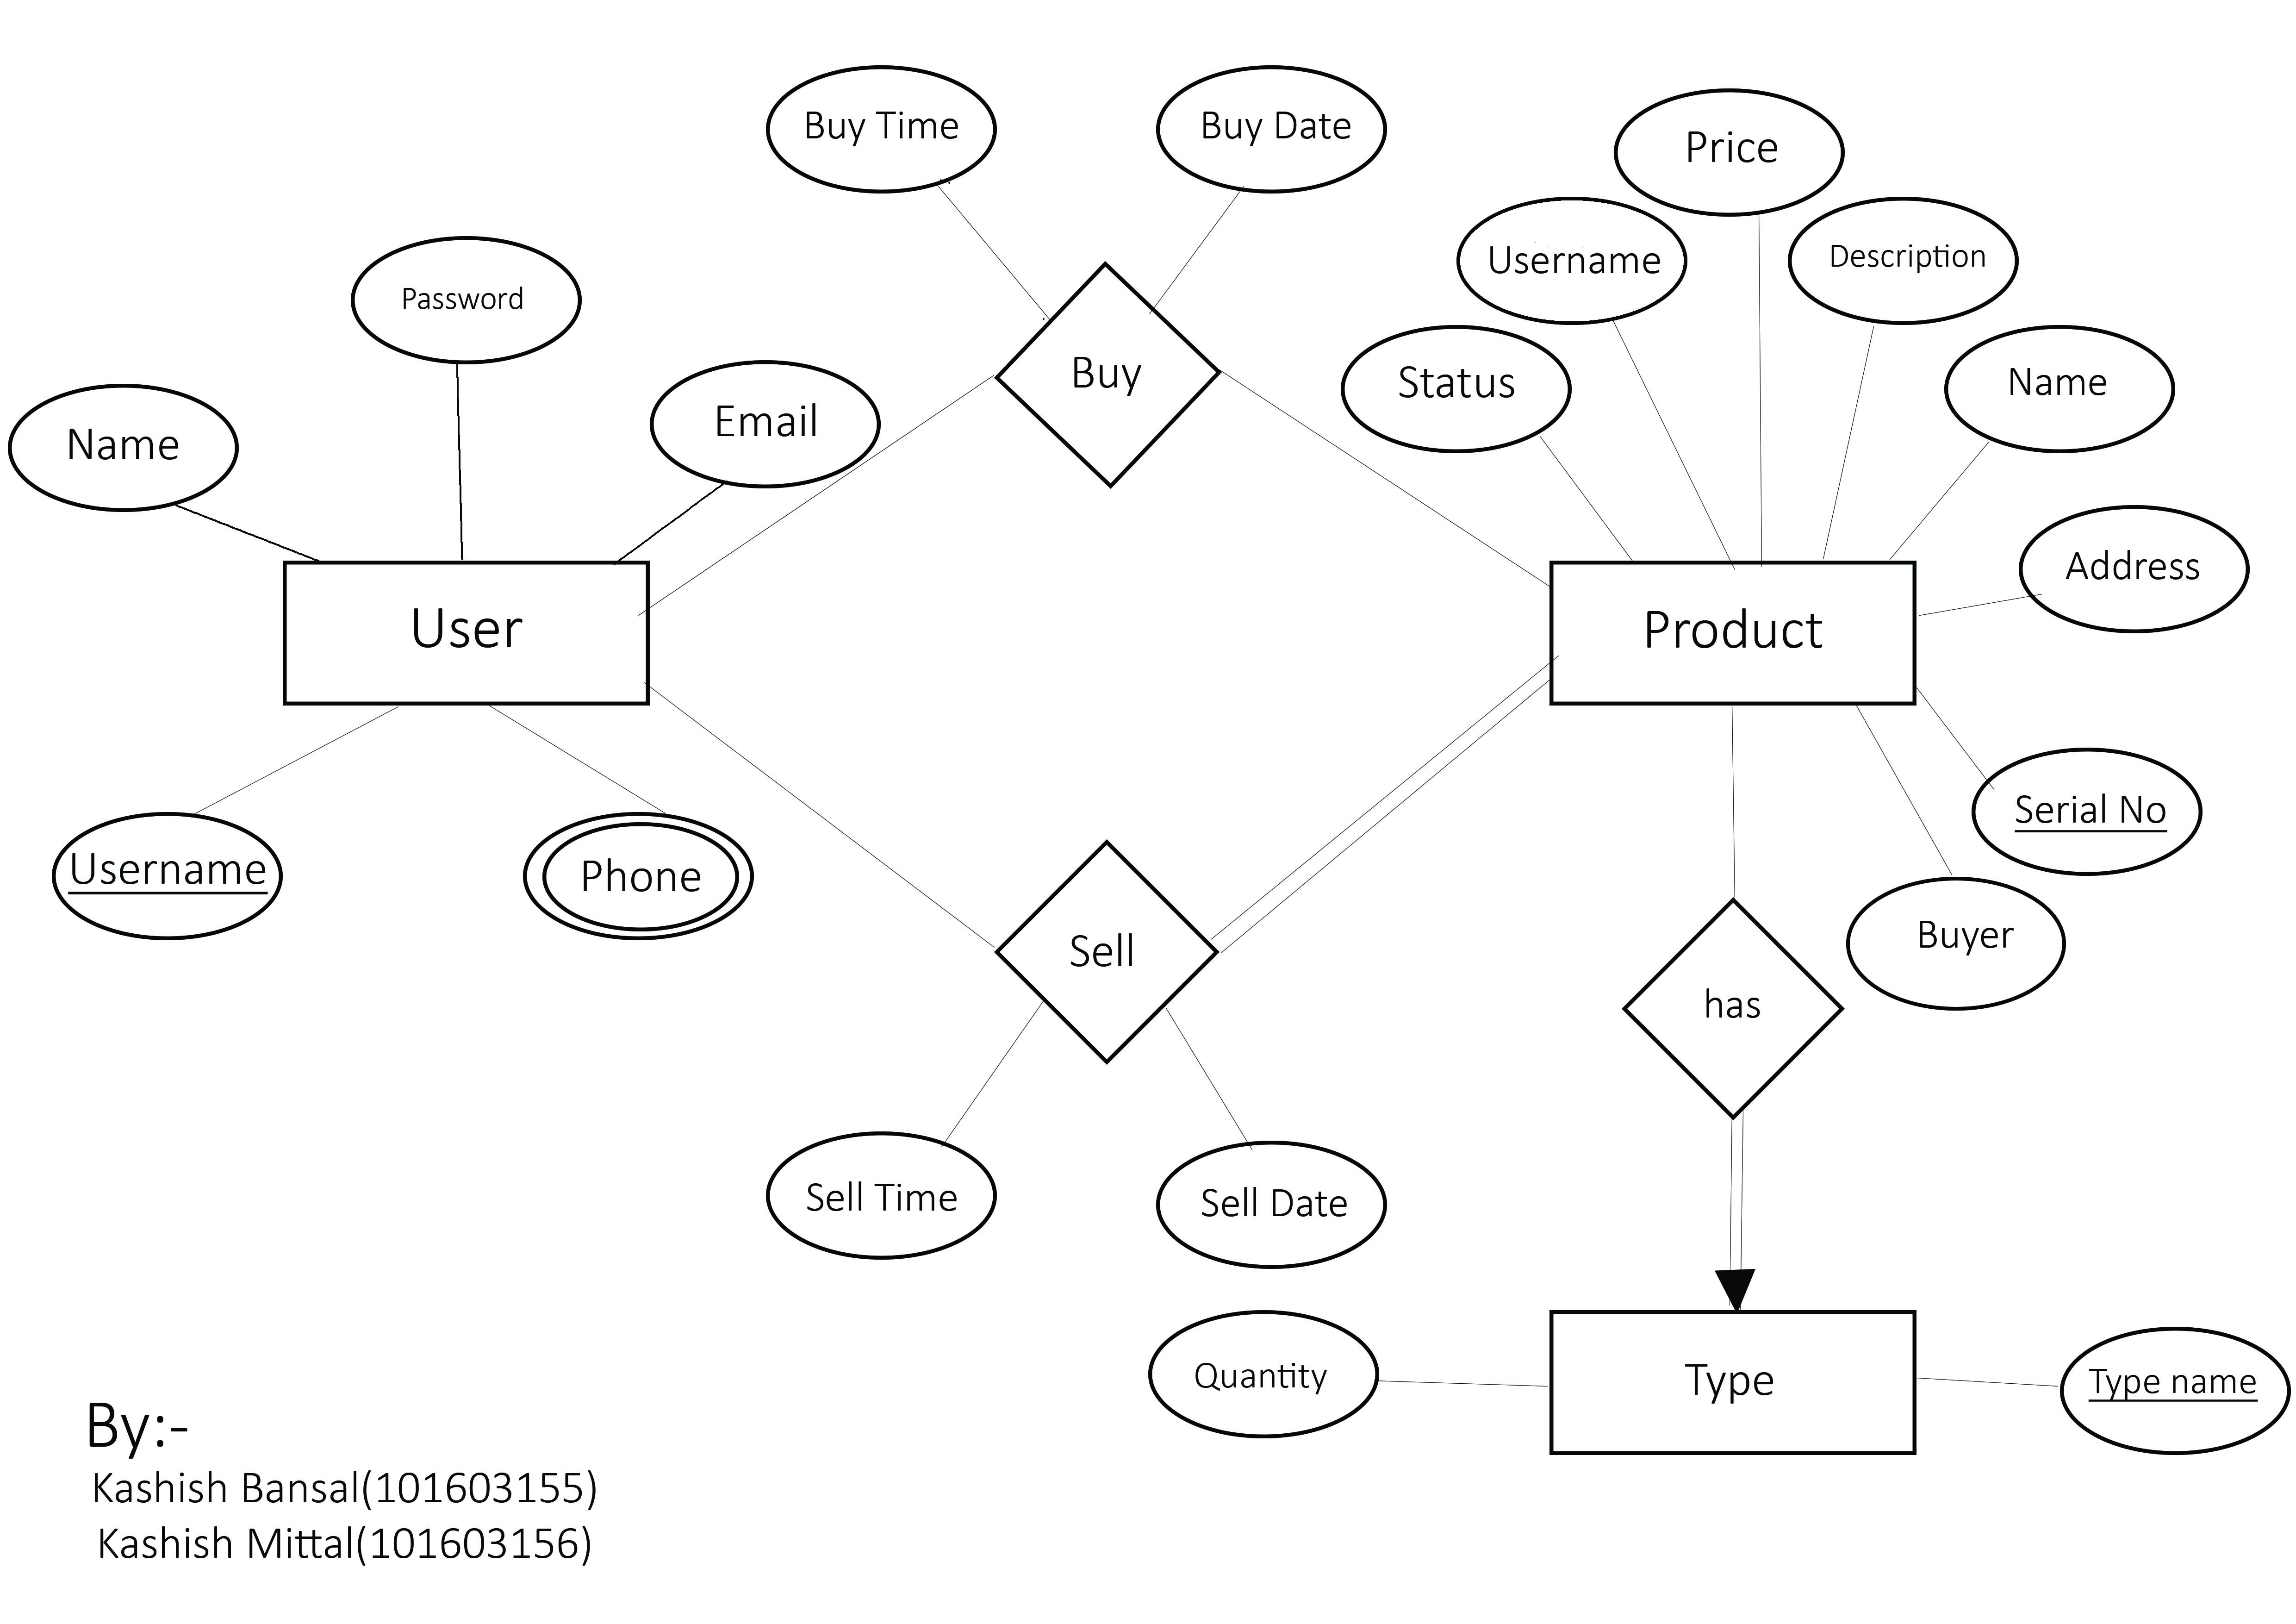 Buy Time
Buy Date
Price
Username
Description
Password
Status
Name
Buy
Email
Name
Address
User
Product
Serial No
Username
Phone
Buyer
Sell
has
Sell Time
Sell Date
Quantity
Type
Type name
By:-
Kashish Bansal(101603155)
Kashish Mittal(101603156)